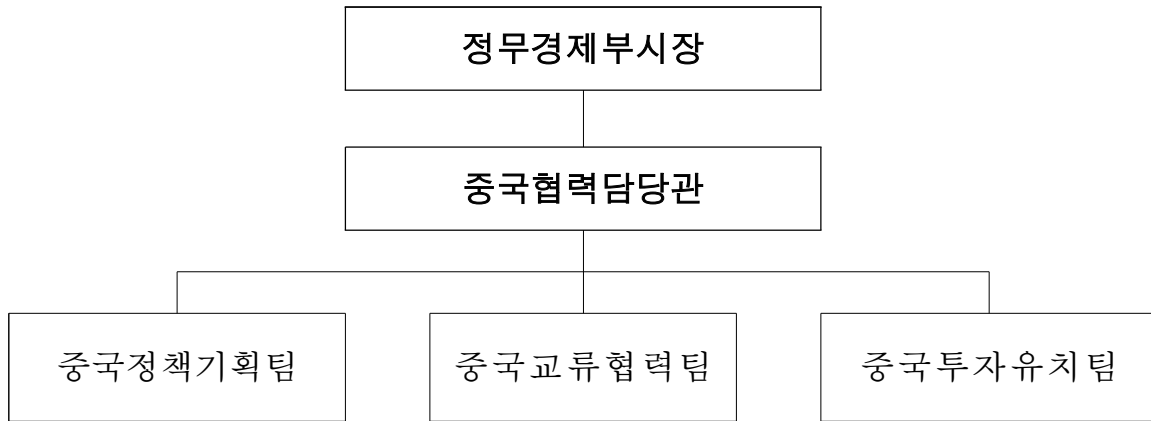 정무경제부시장
중국협력담당관
중국정책기획팀
중국교류협력팀
중국투자유치팀